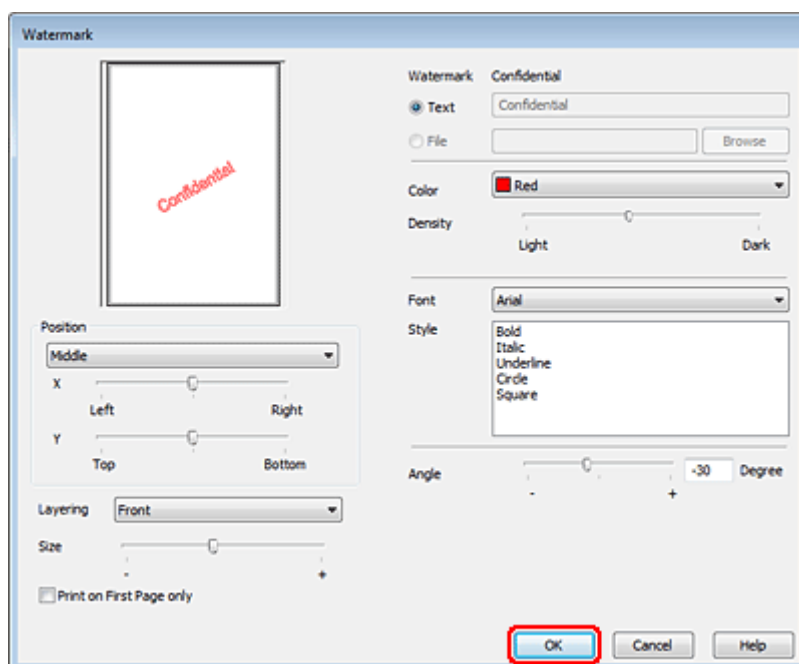 Watermark
Confidential
Position
Middle
X
Left Right
Y
Top Bottom
Layering Front
Size
- +
Print on First Page only
Watermark Confidential
Text Confidential
File Browse
Color Red
Density
Light Dark
Font Arial
Style Bold
Italic
Underline
Circle
Square
Angle -30 Degree
- +
OK Cancel Help